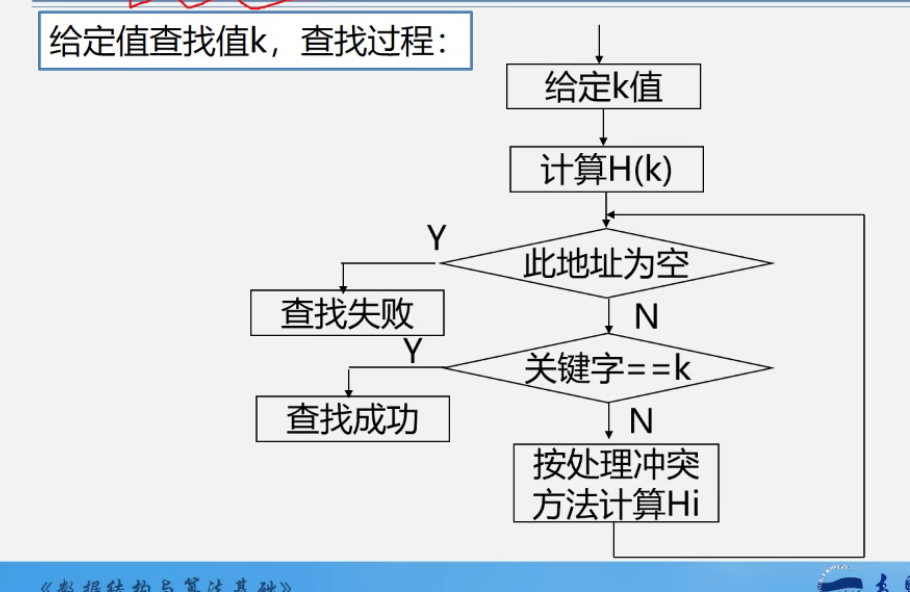 给定值查找值k，查找过程：
给定k值
计算H(k)
此地址为空
Y
查找失败
N
关键字==k
Y
查找成功
N
按处理冲突
方法计算Hi
《数据结构与算法基础》